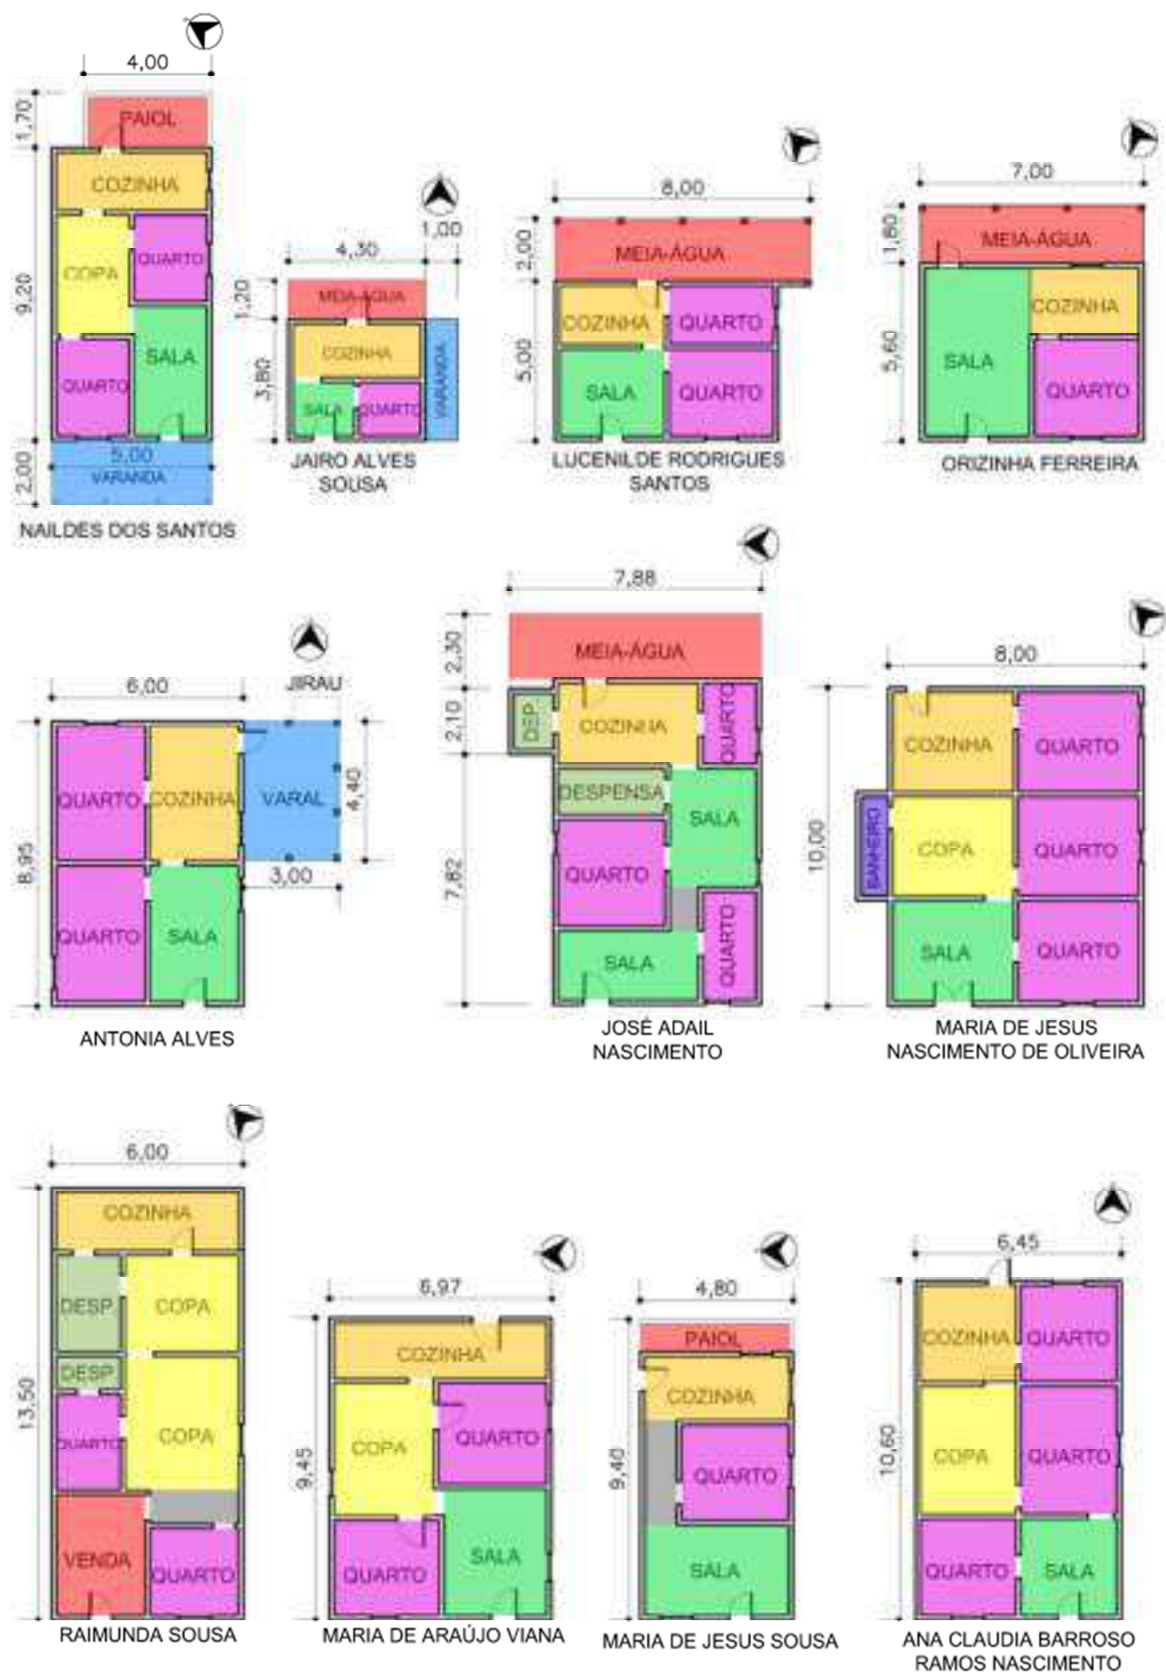 4,00
1,70
PAIOL
COZINHA
9,20
COPA
QUARTO
SALA
QUARTO
5,00
2,00
VARANDA
NAILDES DOS SANTOS
1,00
4,30
1,20
MEIA-ÁGUA
3,80
COZINHA
VARANDA
SALA
QUARTO
JAIRO ALVES
SOUSA
8,00
2,00
MEIA-ÁGUA
COZINHA
QUARTO
5,00
SALA
QUARTO
LUCENILDE RODRIGUES
SANTOS
7,00
1,80
MEIA-ÁGUA
COZINHA
5,60
SALA
QUARTO
ORIZINHA FERREIRA
6,00
JIRAU
QUARTO
COZINHA
VARAL
4,40
8,95
3,00
QUARTO
SALA
ANTONIA ALVES
7,88
2,30
MEIA-ÁGUA
2,10
DEP
COZINHA
QUARTO
DESPENSA
SALA
7,82
QUARTO
QUARTO
SALA
JOSÉ ADAIL
NASCIMENTO
8,00
COZINHA
QUARTO
10,00
BANHEIRO
COPA
QUARTO
SALA
QUARTO
MARIA DE JESUS
NASCIMENTO DE OLIVEIRA
6,00
COZINHA
DESP.
COPA
DESP.
13,50
QUARTO
COPA
VENDA
QUARTO
RAIMUNDA SOUSA
6,97
COZINHA
COPA
QUARTO
9,45
QUARTO
SALA
MARIA DE ARAÚJO VIANA
4,80
PAIOL
COZINHA
9,40
QUARTO
SALA
MARIA DE JESUS SOUSA
6,45
COZINHA
QUARTO
10,60
COPA
QUARTO
QUARTO
SALA
ANA CLAUDIA BARROSO
RAMOS NASCIMENTO